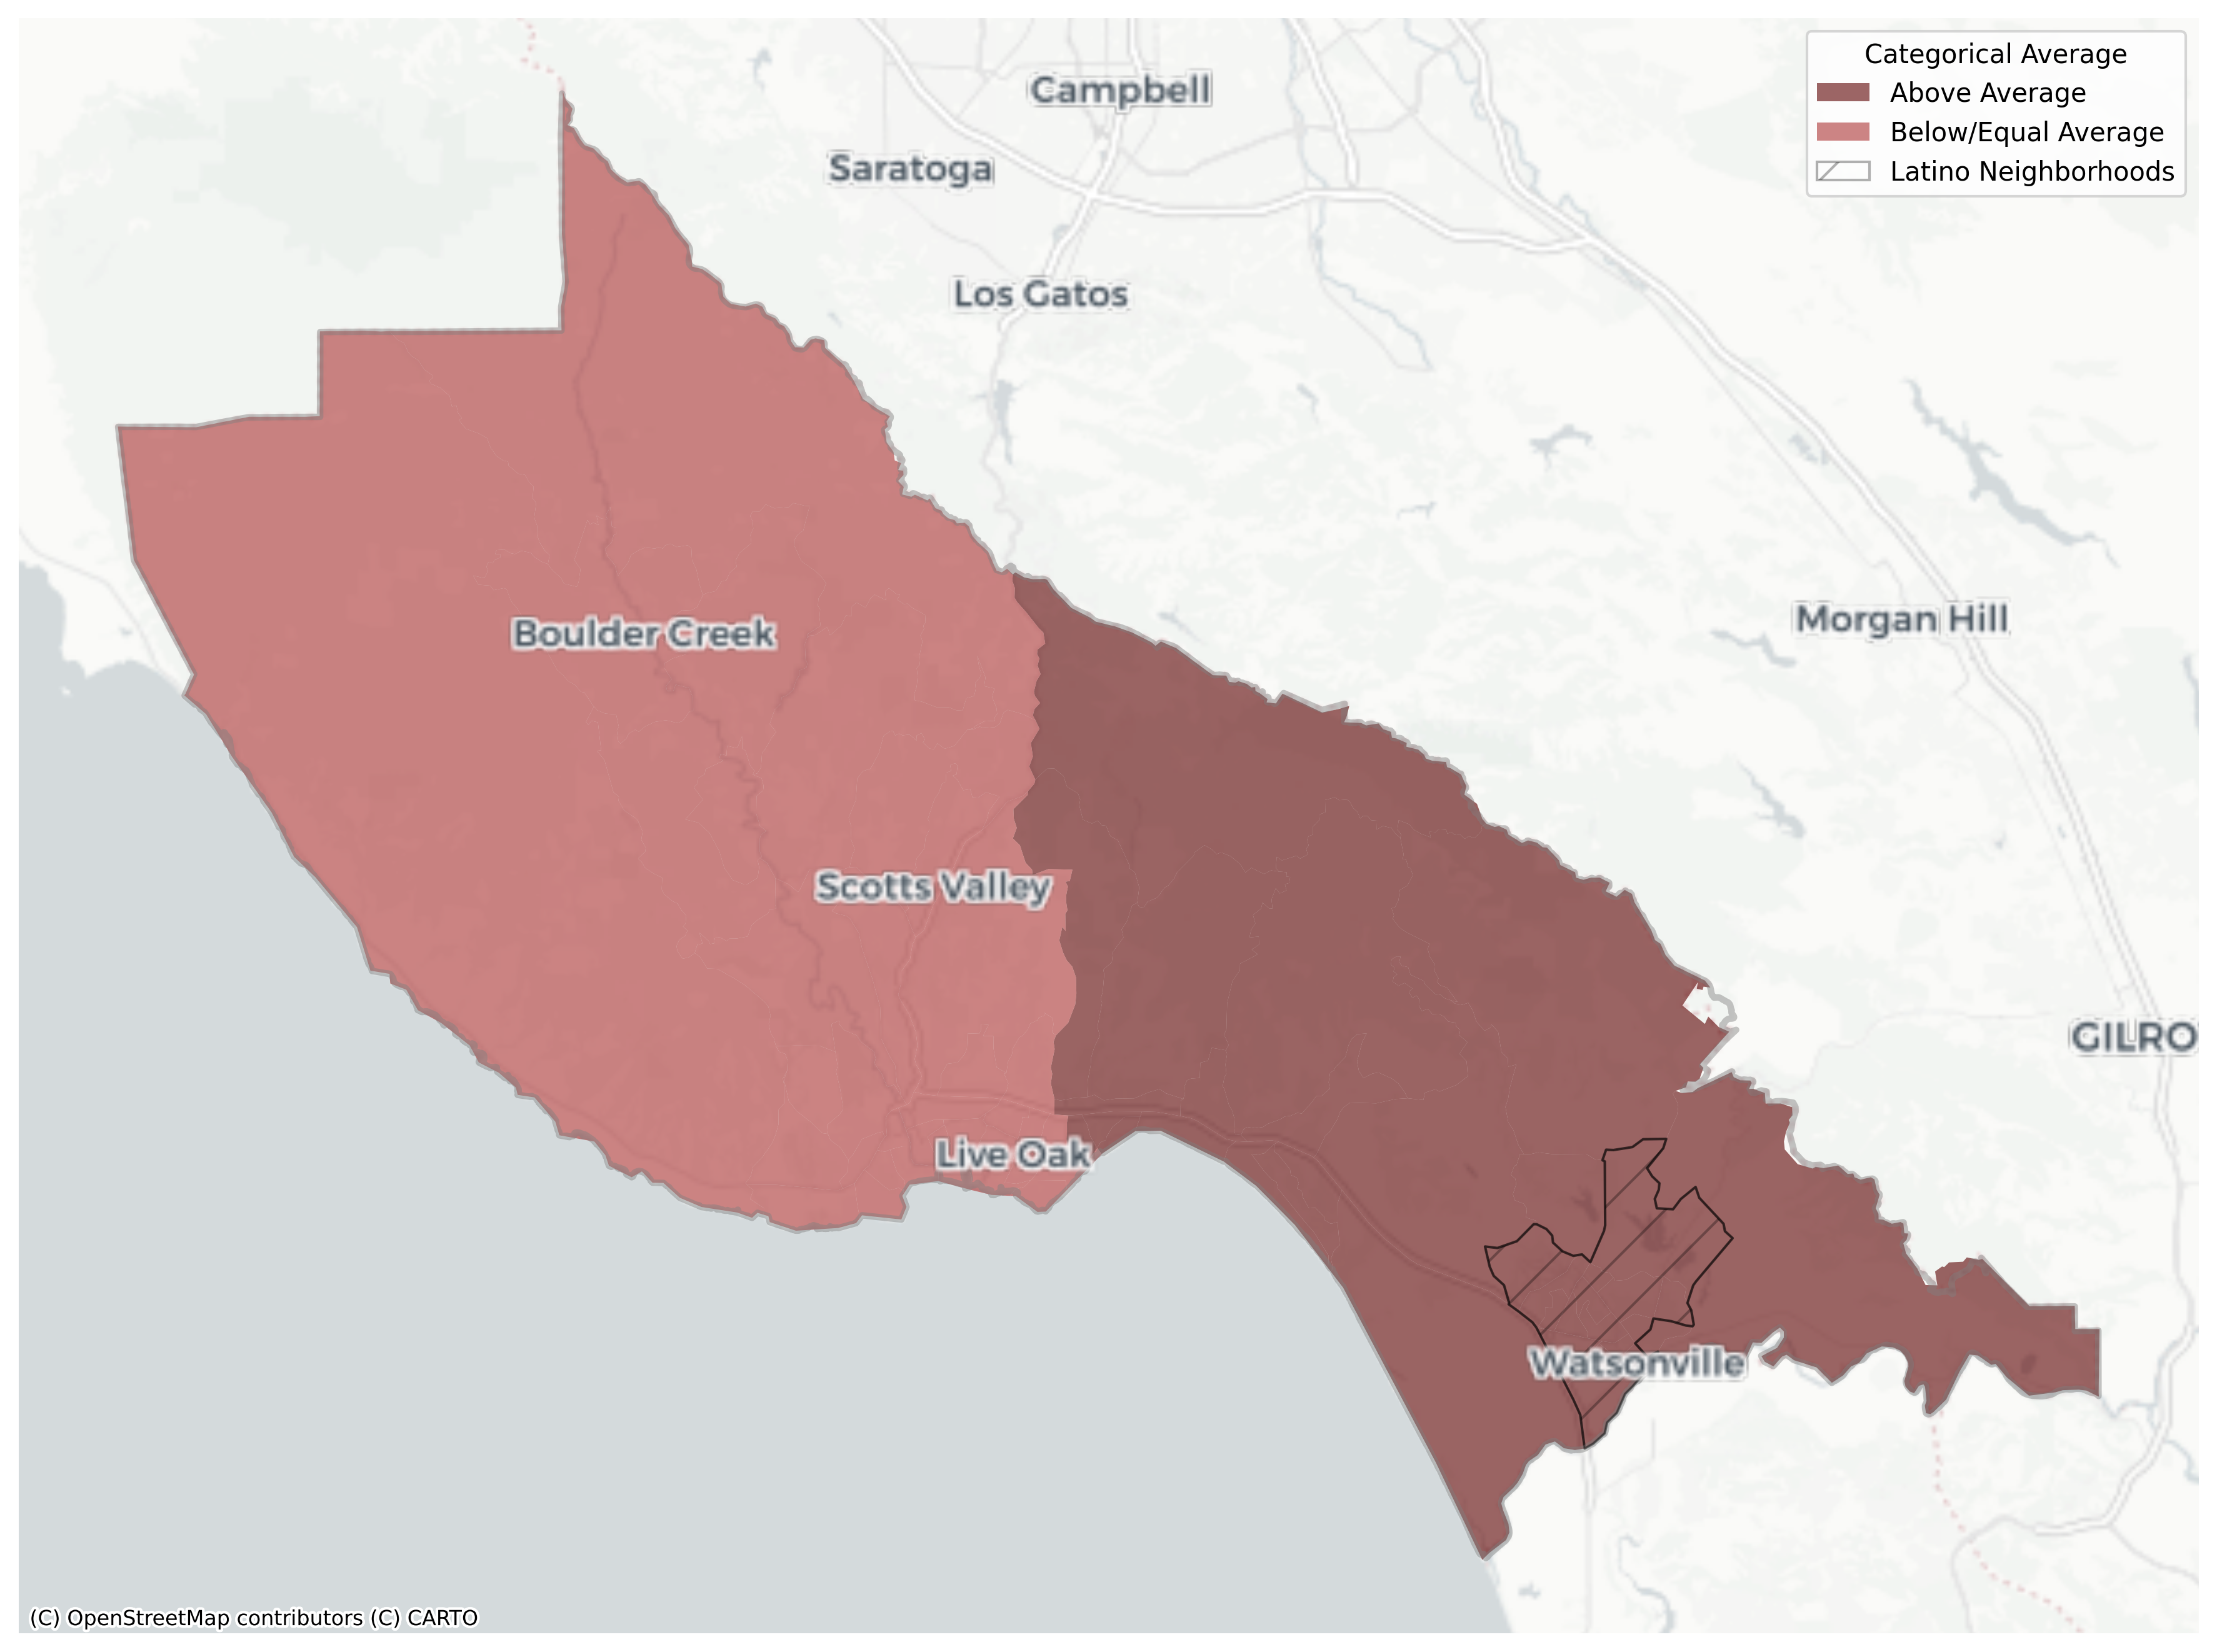 Categorical Average
Above Average
Below/Equal Average
Latino Neighborhoods
Campbell
Saratoga
Los Gatos
Morgan Hill
Boulder Creek
Scotts Valley
GILRO
Live Oak
Watsonville
(C) OpenStreetMap contributors (C) CARTO